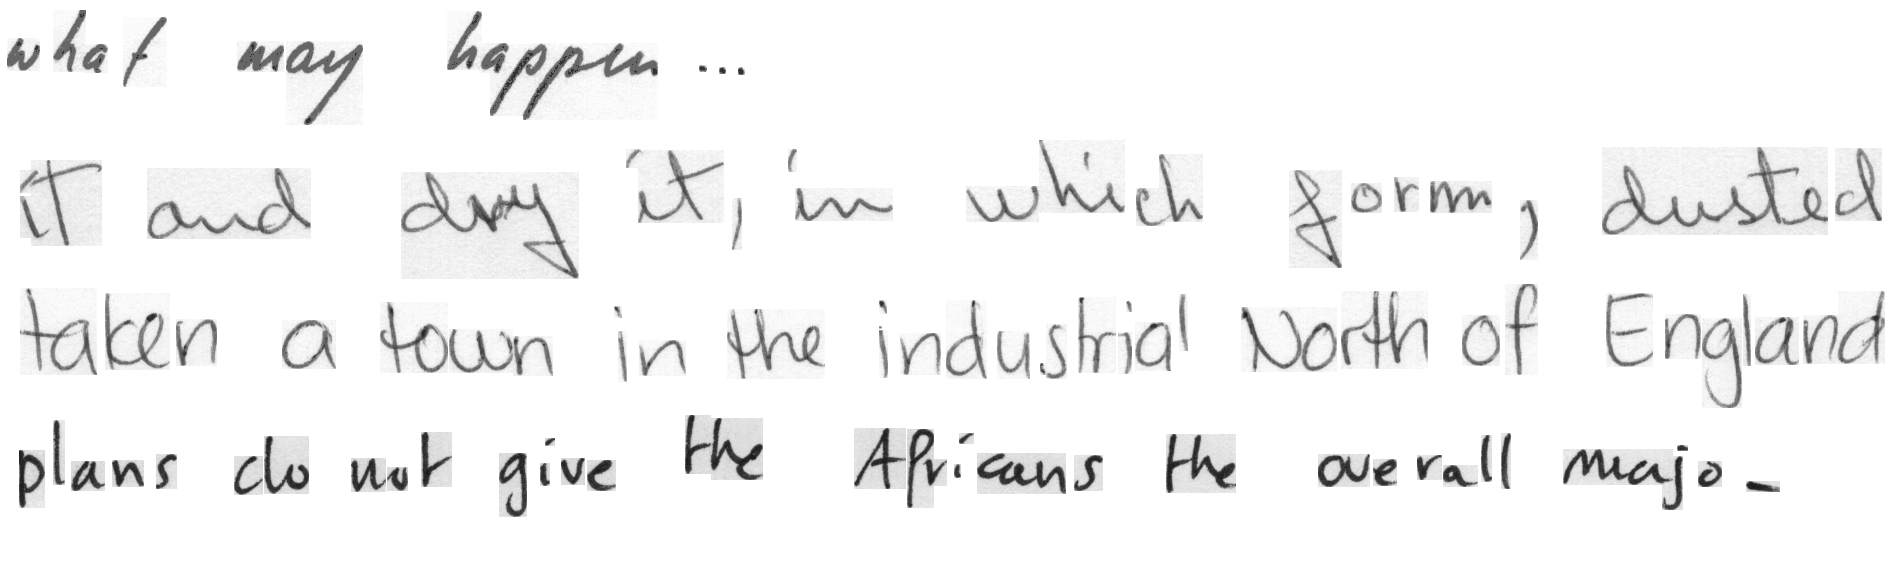 what may happen...
it and dry it, in which form, dusted
taken a town in the industrial North of England
plans do not give the Africans the overall majo-